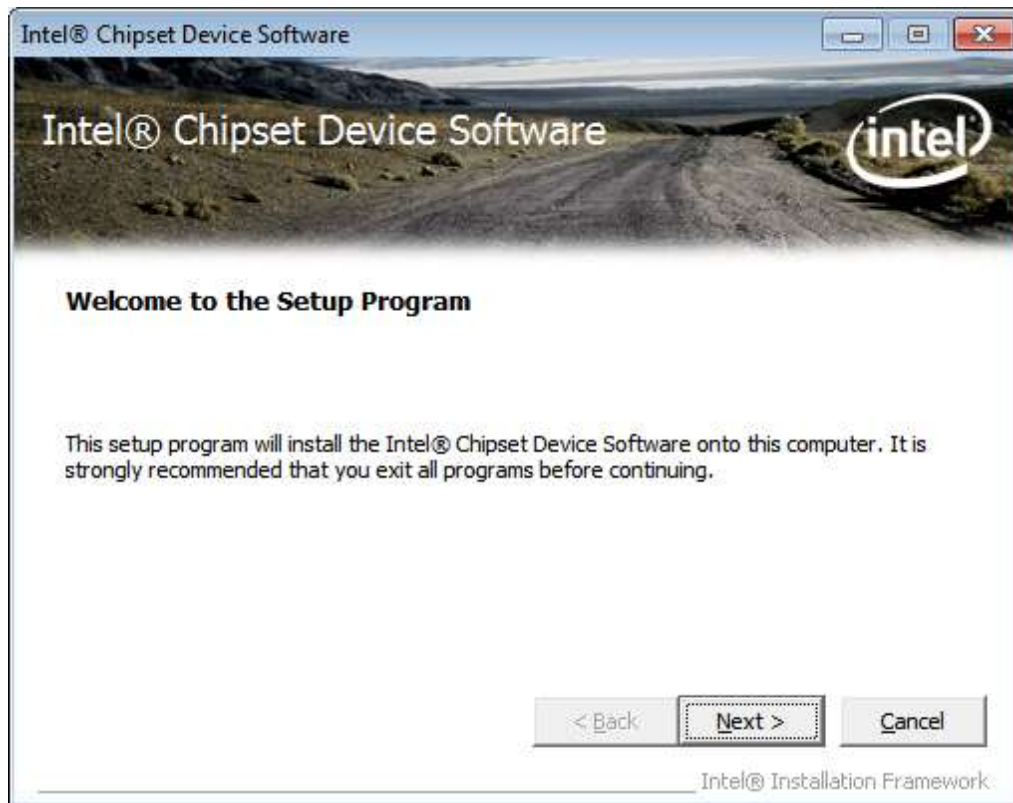 Intel® Chipset Device Software
Intel® Chipset Device Software
intel®
Welcome to the Setup Program
This setup program will install the Intel® Chipset Device Software onto this computer. It is
strongly recommended that you exit all programs before continuing.
< Back Next > Cancel
Intel® Installation Framework